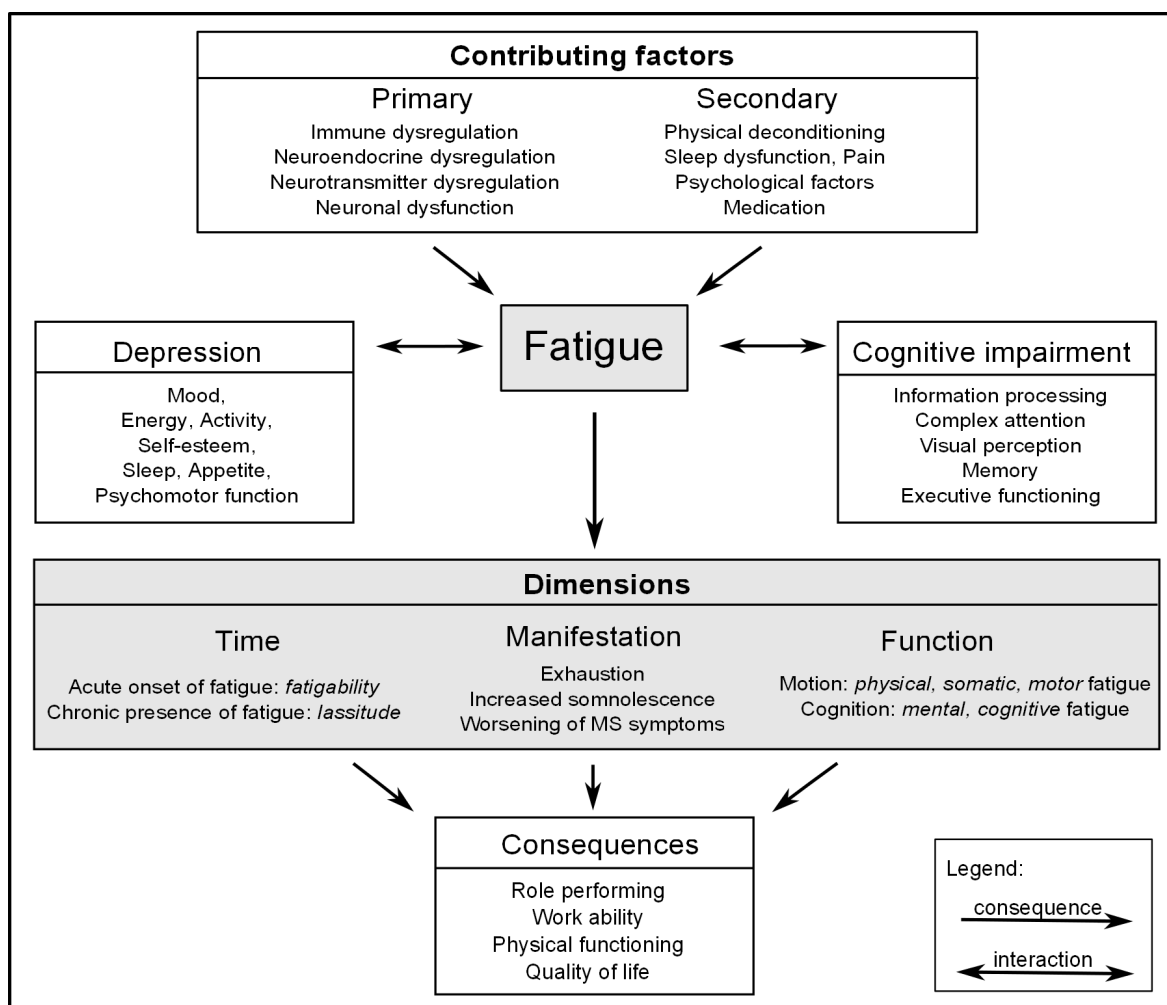 Contributing factors
Primary
Immune dysregulation
Neuroendocrine dysregulation
Neurotransmitter dysregulation
Neuronal dysfunction
Secondary
Physical deconditioning
Sleep dysfunction, Pain
Psychological factors
Medication
Depression
Mood,
Energy, Activity,
Self-esteem,
Sleep, Appetite,
Psychomotor function
Fatigue
Cognitive impairment
Information processing
Complex attention
Visual perception
Memory
Executive functioning
Dimensions
Time
Acute onset of fatigue: fatigability
Chronic presence of fatigue: lassitude
Manifestation
Exhaustion
Increased somnolescence
Worsening of MS symptoms
Function
Motion: physical, somatic, motor fatigue
Cognition: mental, cognitive fatigue
Consequences
Role performing
Work ability
Physical functioning
Quality of life
Legend:
consequence
interaction